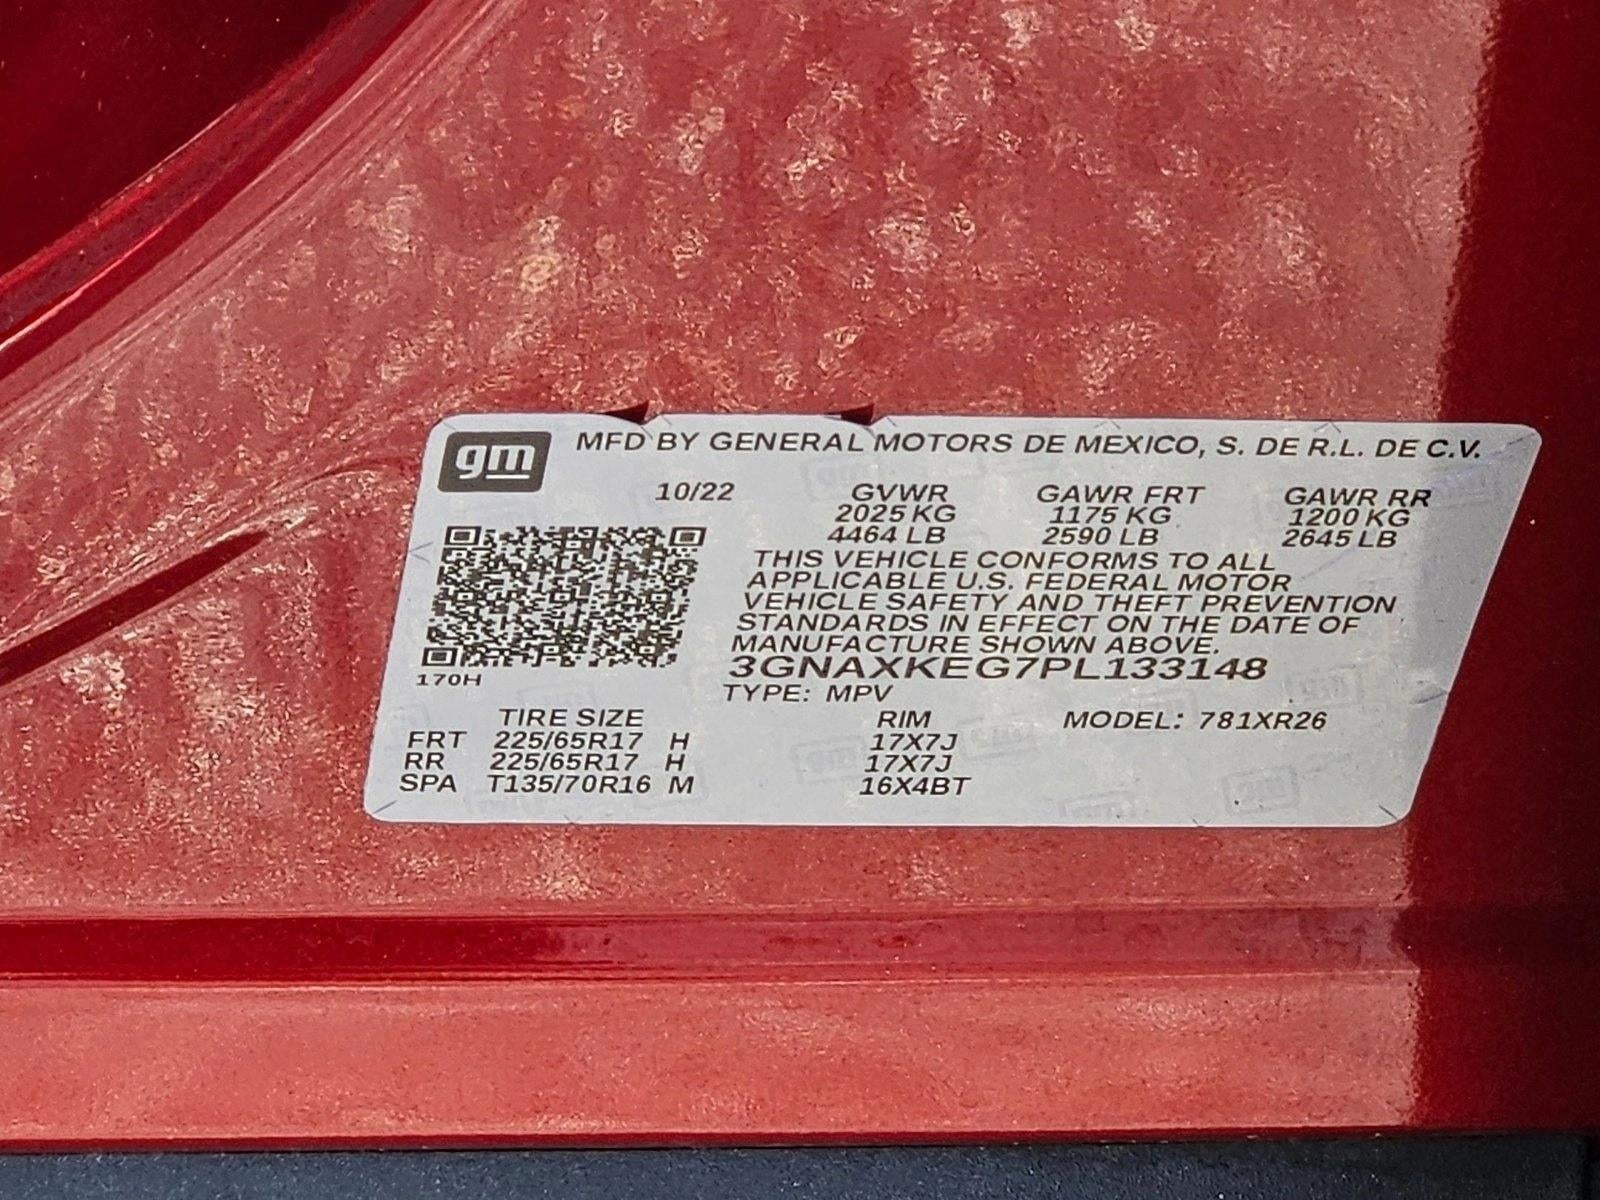 gm MFD BY GENERAL MOTORS DE MEXICO, S. DE R.L. DE C.V.
10/22 GVWR GAWR FRT GAWR RR
2025 KG 1175 KG 1200 KG
4464 LB 2590 LB 2645 LB
THIS VEHICLE CONFORMS TO ALL
APPLICABLE U.S. FEDERAL MOTOR
VEHICLE SAFETY AND THEFT PREVENTION
STANDARDS IN EFFECT ON THE DATE OF
MANUFACTURE SHOWN ABOVE.
3GNAXKEG7PL133148
170H TYPE: MPV
TIRE SIZE RIM MODEL: 781XR26
FRT 225/65R17 H 17X7J
RR 225/65R17 H 17X7J
SPA T135/70R16 M 16X4BT